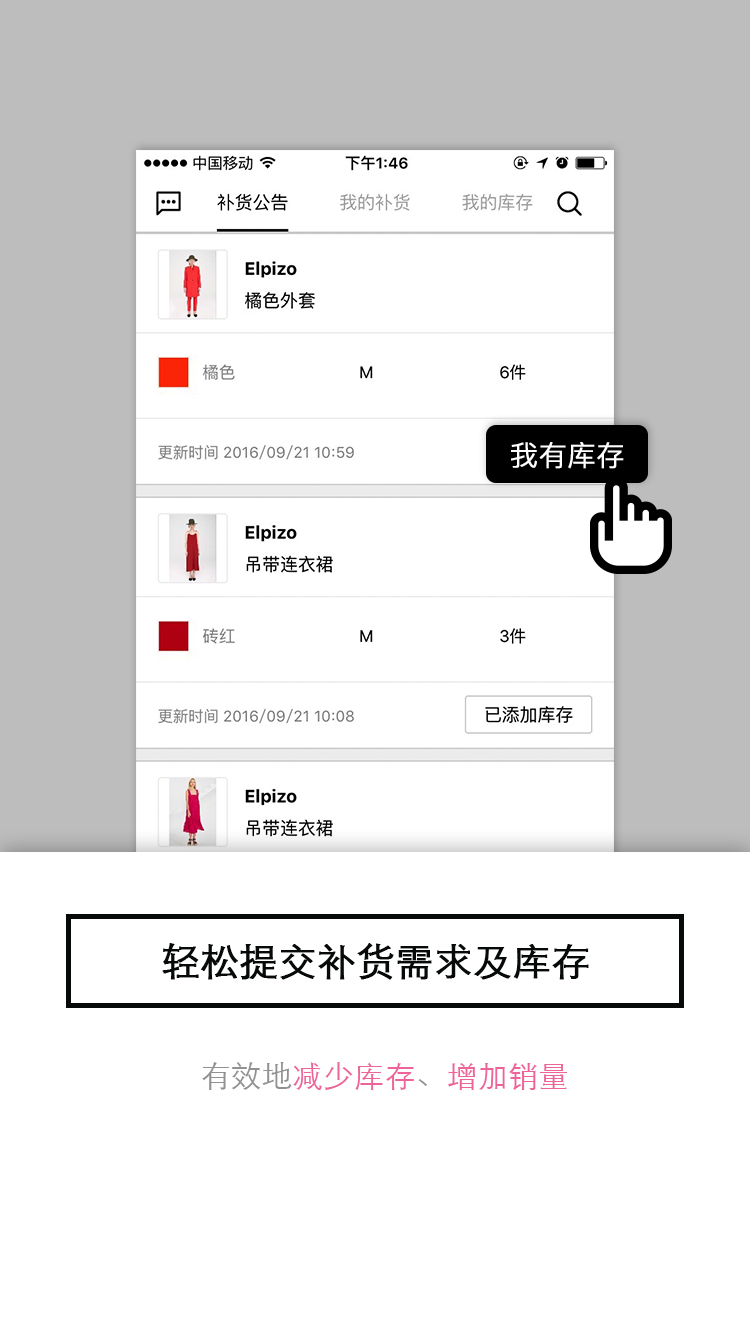 中国移动 下午1:46
补货公告 我的补货 我的库存
Elpizo
橘色外套
橘色 M 6件
更新时间 2016/09/21 10:59
我有库存
Elpizo
吊带连衣裙
砖红 M 3件
更新时间 2016/09/21 10:08 已添加库存
Elpizo
吊带连衣裙
轻松提交补货需求及库存
有效地减少库存、增加销量